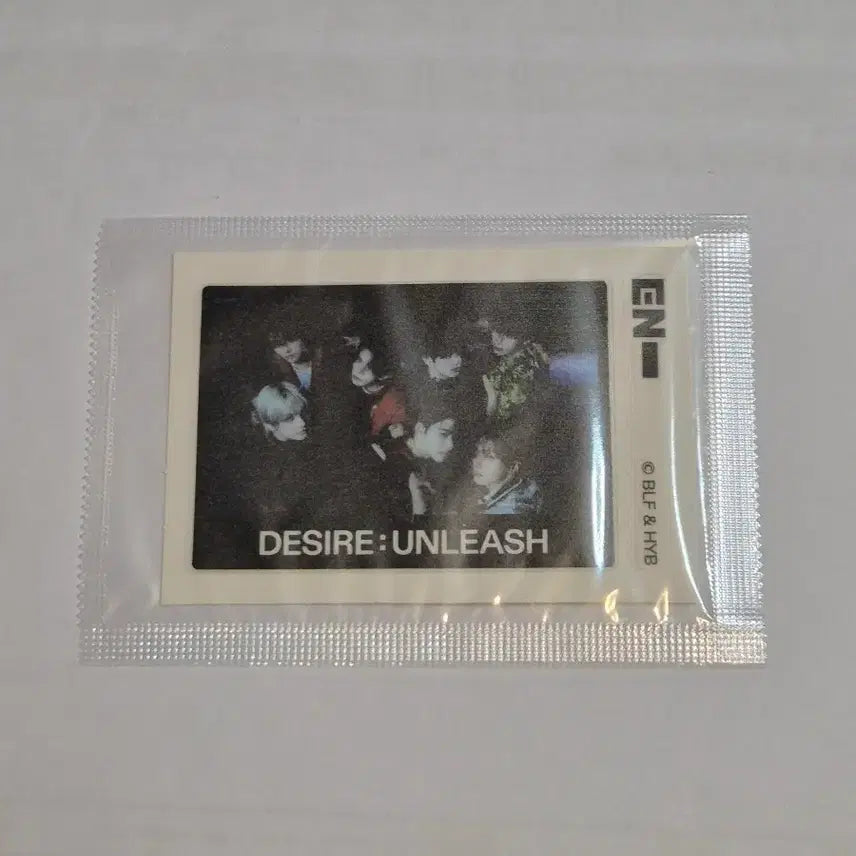 DESIRE : UNLEASH
EN-
© BLF & HYB